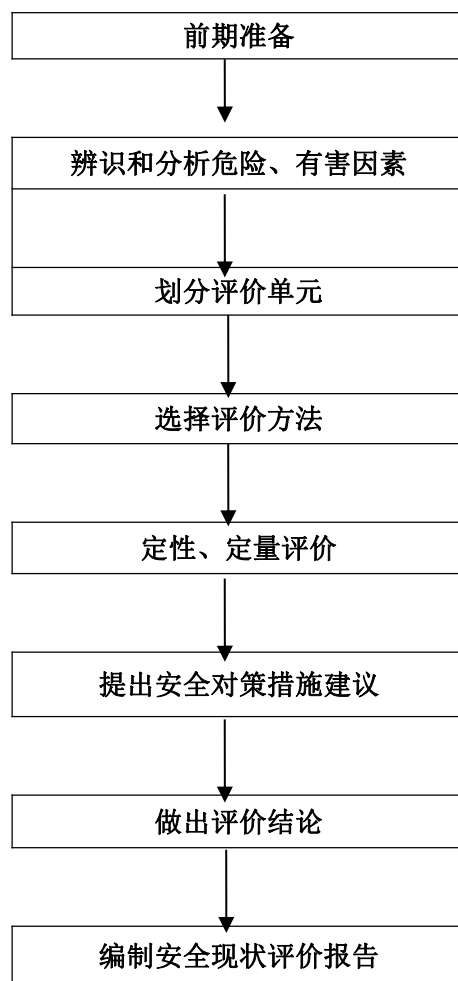 前期准备
辨识和分析危险、有害因素
划分评价单元
选择评价方法
定性、定量评价
提出安全对策措施建议
做出评价结论
编制安全现状评价报告